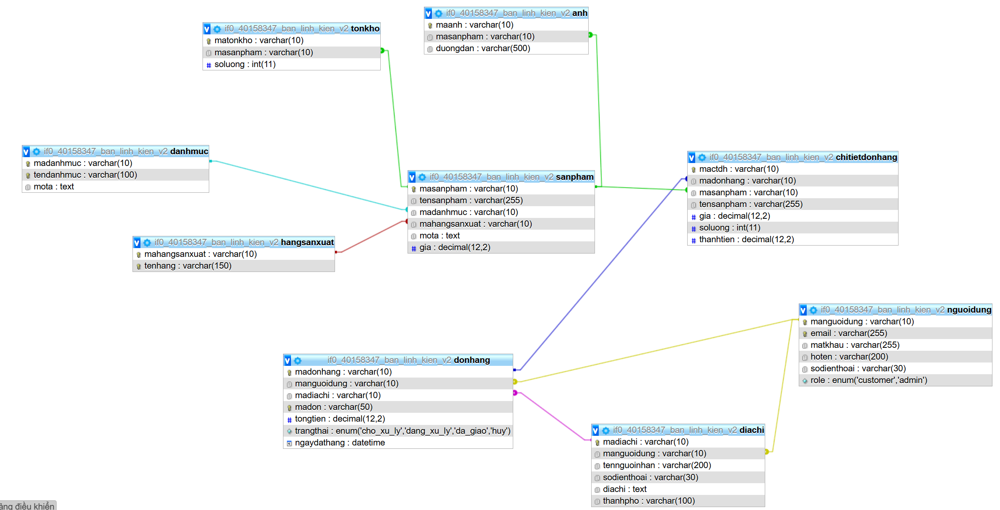 v if0_40158347_ban_linh_kien_v2 anh
maanh : varchar(10)
masanpham : varchar(10)
duongdan : varchar(500)
v if0_40158347_ban_linh_kien_v2 tonkho
matonkho : varchar(10)
masanpham : varchar(10)
# soluong : int(11)
v if0_40158347_ban_linh_kien_v2 danhmuc
madanhmuc : varchar(10)
tendanhmuc : varchar(100)
mota : text
v if0_40158347_ban_linh_kien_v2 sanpham
masanpham : varchar(10)
tensanpham : varchar(255)
madanhmuc : varchar(10)
mahangsanxuat : varchar(10)
mota : text
# gia : decimal(12,2)
v if0_40158347_ban_linh_kien_v2 chitietdonhang
mactdh : varchar(10)
madonhang : varchar(10)
masanpham : varchar(10)
tensanpham : varchar(255)
# gia : decimal(12,2)
# soluong : int(11)
# thanhtien : decimal(12,2)
v if0_40158347_ban_linh_kien_v2 hangsanxuat
mahangsanxuat : varchar(10)
tenhang : varchar(150)
v if0_40158347_ban_linh_kien_v2 nguoidung
manguoidung : varchar(10)
email : varchar(255)
matkhau : varchar(255)
hoten : varchar(200)
sodienthoai : varchar(30)
role : enum('customer','admin')
v if0_40158347_ban_linh_kien_v2 donhang
madonhang : varchar(10)
manguoidung : varchar(10)
madiachi : varchar(10)
madon : varchar(50)
# tongtien : decimal(12,2)
trangthai : enum('cho_xu_ly','dang_xu_ly','da_giao','huy')
ngaydathang : datetime
v if0_40158347_ban_linh_kien_v2 diachi
madiachi : varchar(10)
manguoidung : varchar(10)
tennguoinhan : varchar(200)
sodienthoai : varchar(30)
diachi : text
thanhpho : varchar(100)
ảng điều khiển